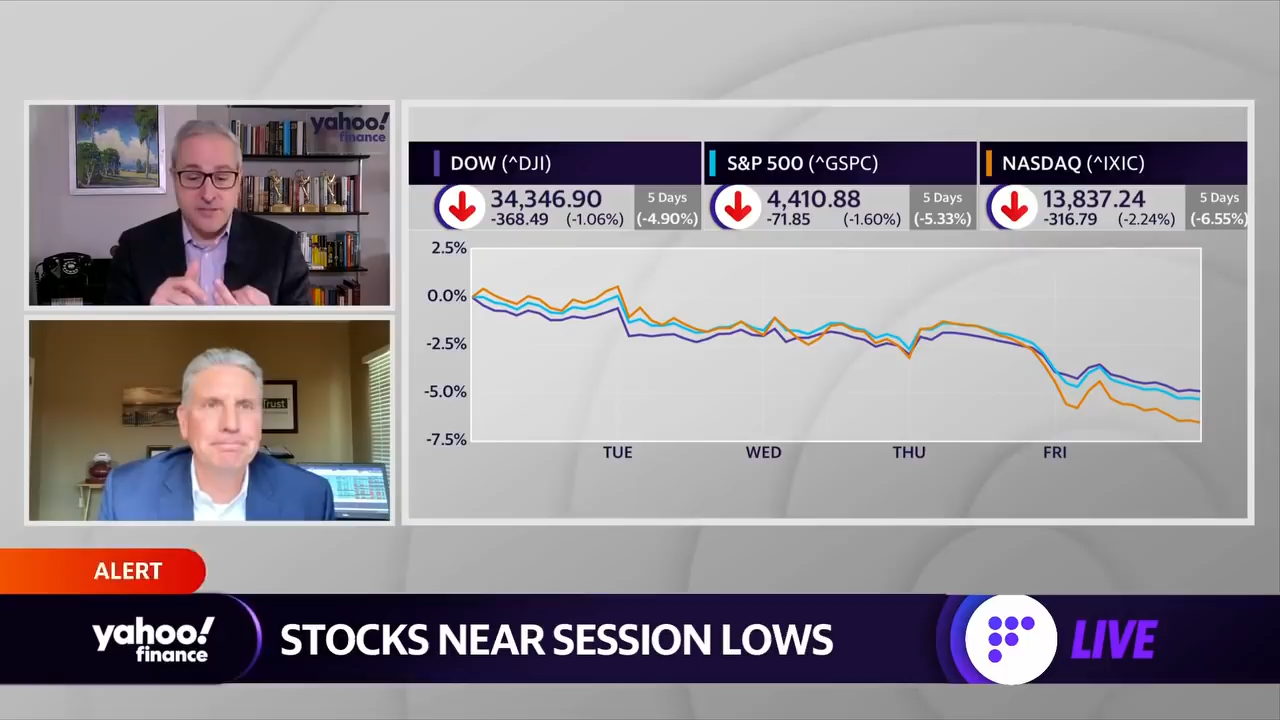 yahoo!
finance
Trust
DOW (^DJI)
34,346.90
-368.49 (-1.06%)
5 Days
(-4.90%)
S&P 500 (^GSPC)
4,410.88
-71.85 (-1.60%)
5 Days
(-5.33%)
NASDAQ (^IXIC)
13,837.24
-316.79 (-2.24%)
5 Days
(-6.55%)
2.5%
0.0%
-2.5%
-5.0%
-7.5%
TUE WED THU FRI
ALERT
yahoo!
finance
STOCKS NEAR SESSION LOWS
LIVE